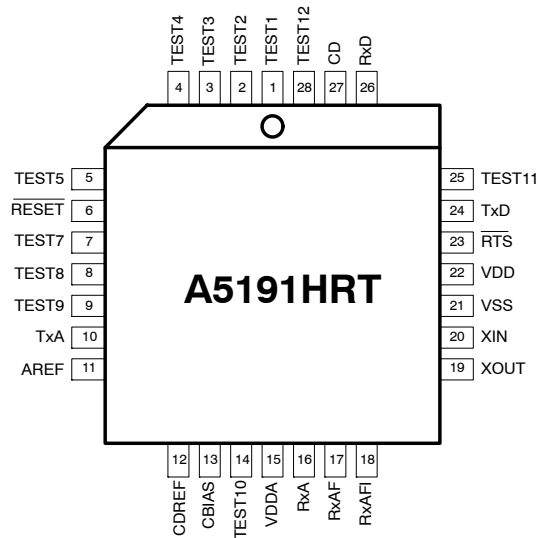 TEST4
TEST3
TEST2
TEST1
TEST12
CD
RxD
4
3
2
1
28
27
26
TEST5 5
RESET 6
TEST7 7
TEST8 8
TEST9 9
TxA 10
AREF 11
A5191HRT
25 TEST11
24 TxD
23 RTS
22 VDD
21 VSS
20 XIN
19 XOUT
12
13
14
15
16
17
18
CDREF
CBIAS
TEST10
VDDA
RxA
RxAF
RxAFI